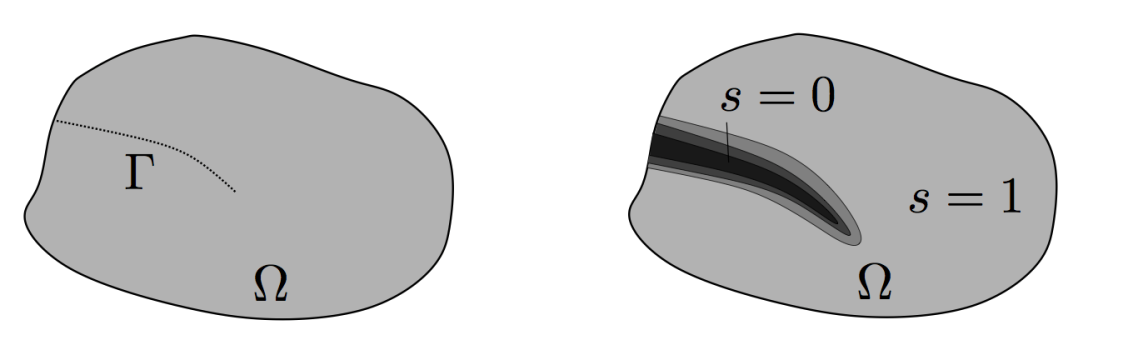 Γ
Ω
s = 0
s = 1
Ω